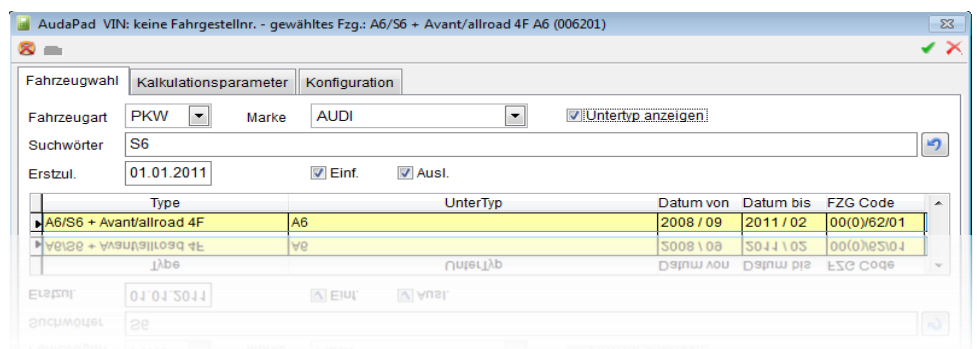 AudaPad VIN: keine Fahrgestellnr. - gewähltes Fzg.: A6/S6 + Avant/allroad 4F A6 (006201)
Fahrzeugwahl Kalkulationsparameter Konfiguration
Fahrzeugart PKW Marke AUDI Untertyp anzeigen
Suchwörter S6
Erstzul. 01.01.2011 Einf. Ausl.
Type UnterTyp Datum von Datum bis FZG Code
A6/S6 + Avant/allroad 4F A6 2008 / 09 2011 / 02 00(0)/62/01